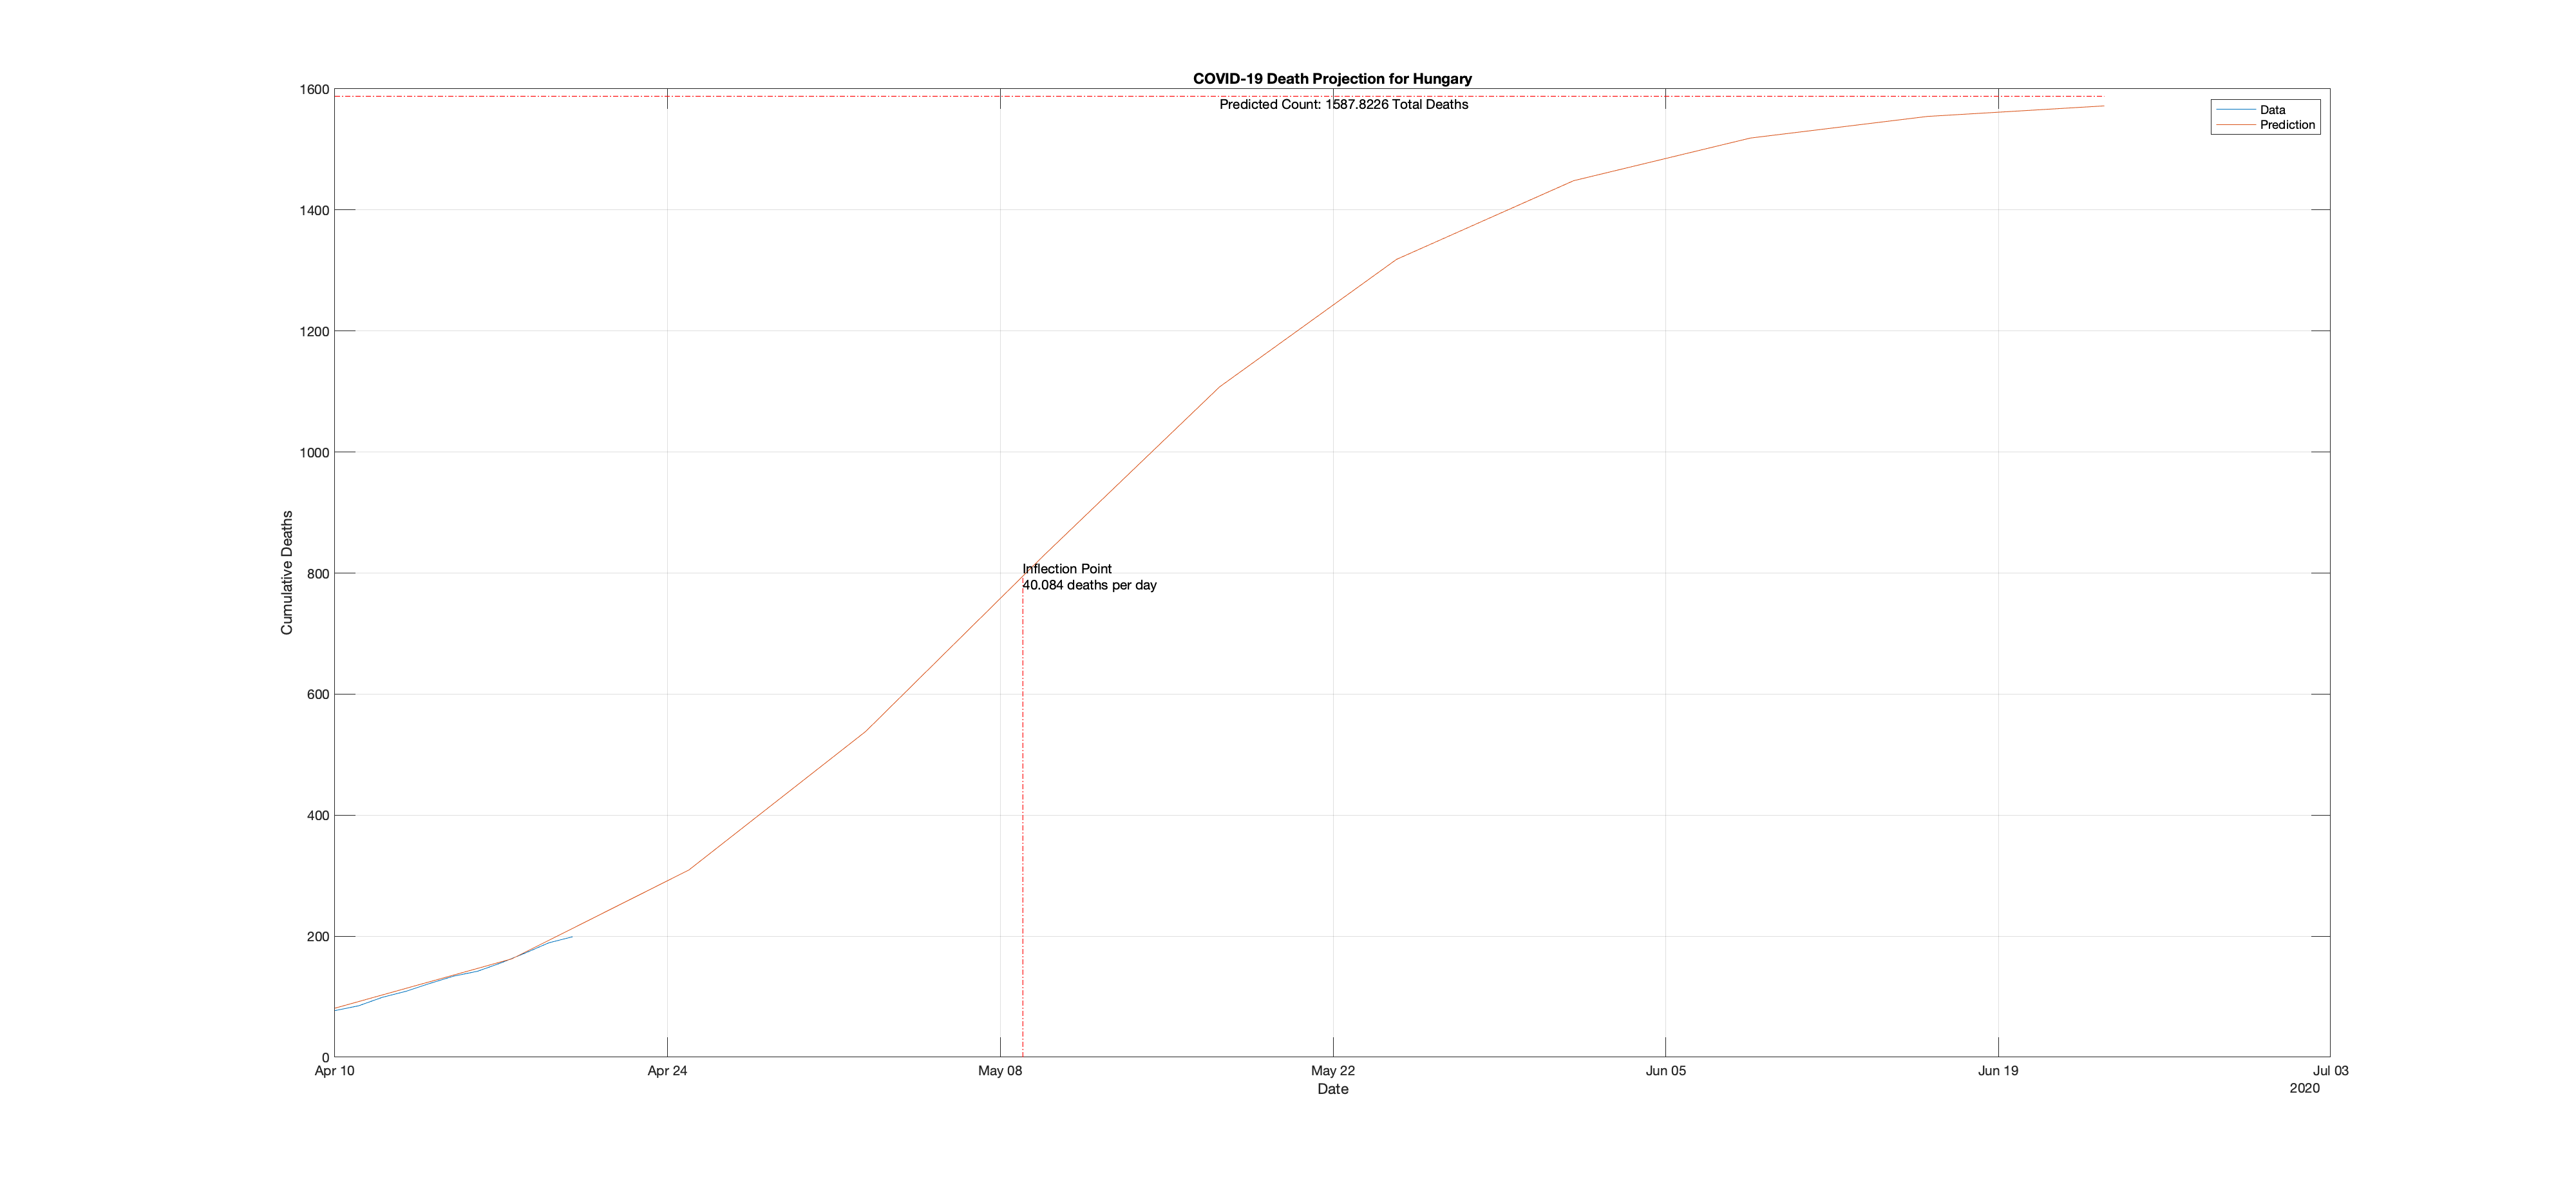 COVID-19 Death Projection for Hungary
Predicted Count: 1587.8226 Total Deaths
Data
Prediction
1600
1400
1200
1000
800
600
400
200
0
Cumulative Deaths
Inflection Point
40.084 deaths per day
Apr 10 Apr 24 May 08 May 22 Jun 05 Jun 19 Jul 03
Date
2020